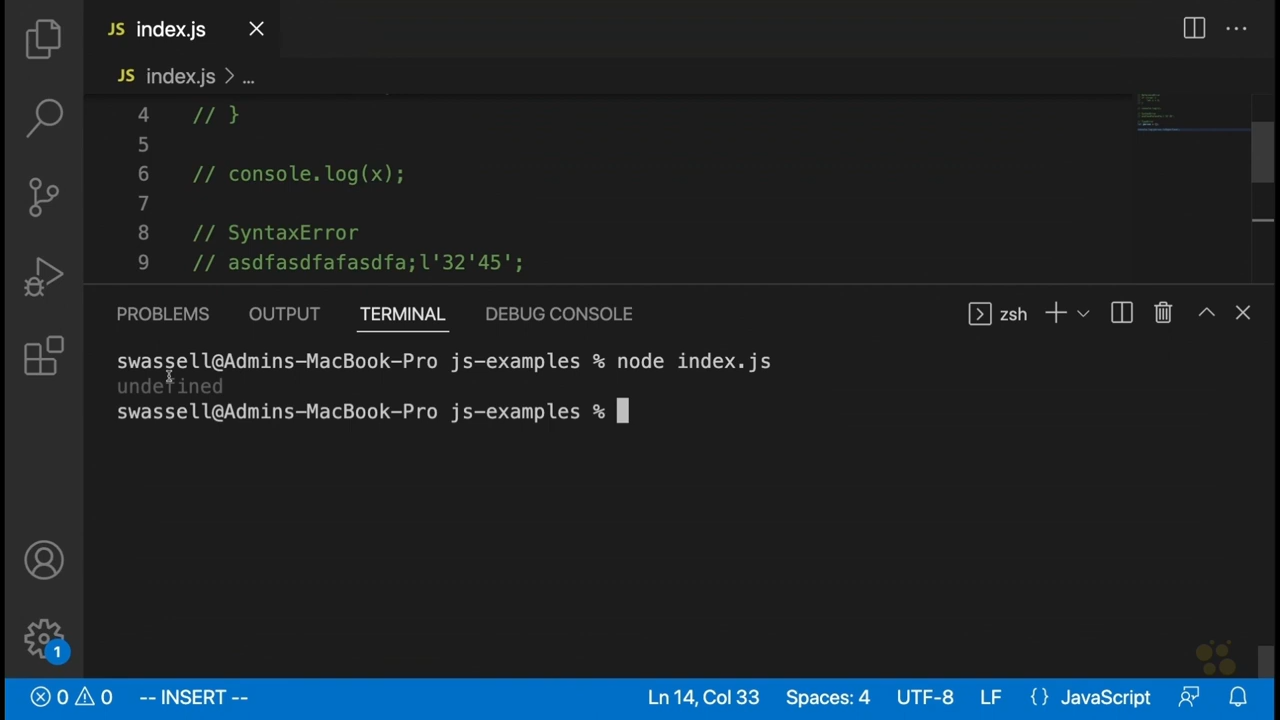 JS index.js
JS index.js > ...
4 // }
5
6 // console.log(x);
7
8 // SyntaxError
9 // asdfasdfafasdfa;l'32'45';
PROBLEMS OUTPUT TERMINAL DEBUG CONSOLE zsh
swassell@Admins-MacBook-Pro js-examples % node index.js
undefined
swassell@Admins-MacBook-Pro js-examples %
1
0 0 -- INSERT -- Ln 14, Col 33 Spaces: 4 UTF-8 LF {} JavaScript